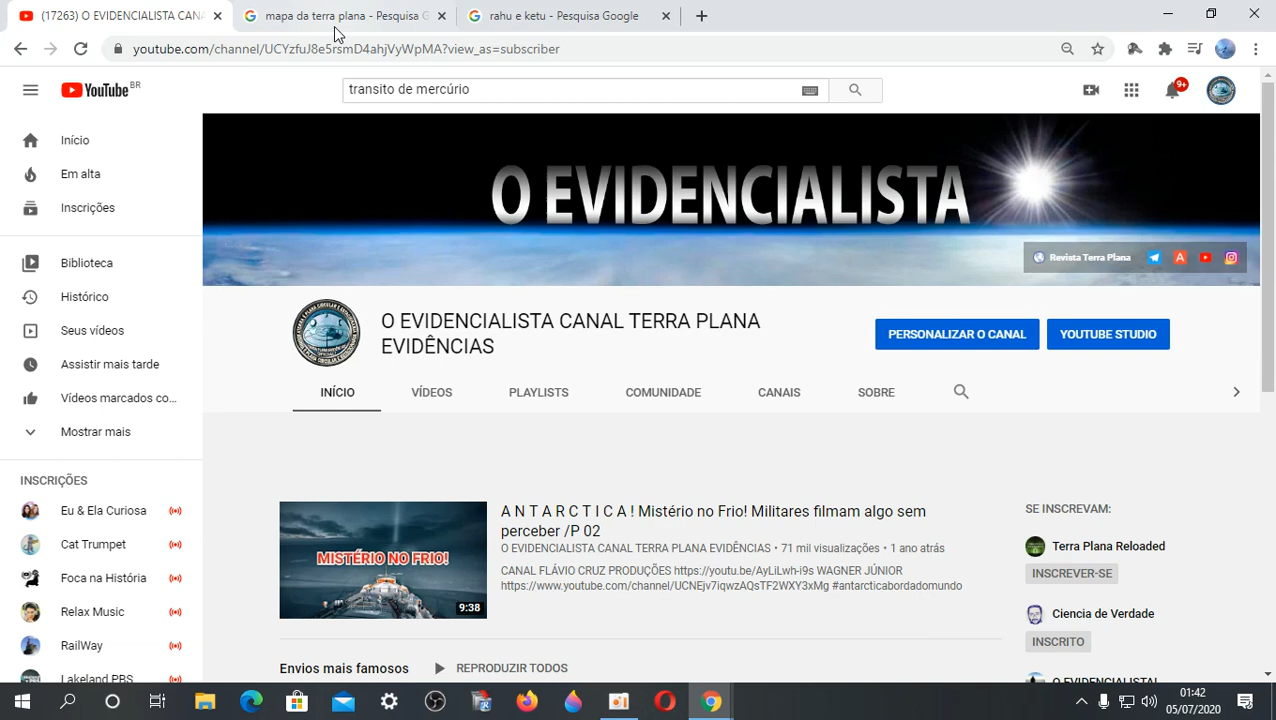 (17263) O EVIDENCIALISTA CANA
mapa da terra plana - Pesquisa G
rahu e ketu - Pesquisa Google
youtube.com/channel/UCYzfuJ8e5rsmD4ahjVyWpMA?view_as=subscriber
YouTube BR
transito de mercúrio
9+
Início
Em alta
Inscrições
Biblioteca
Histórico
Seus vídeos
Assistir mais tarde
Vídeos marcados co...
Mostrar mais
INSCRIÇÕES
Eu & Ela Curiosa
Cat Trumpet
Foca na História
Relax Music
RailWay
Lakeland PBS
O EVIDENCIALISTA
Revista Terra Plana
O EVIDENCIALISTA CANAL TERRA PLANA
EVIDÊNCIAS
PERSONALIZAR O CANAL
YOUTUBE STUDIO
INÍCIO
VÍDEOS
PLAYLISTS
COMUNIDADE
CANAIS
SOBRE
MISTÉRIO NO FRIO!
9:38
A N T A R C T I C A ! Mistério no Frio! Militares filmam algo sem
perceber /P 02
O EVIDENCIALISTA CANAL TERRA PLANA EVIDÊNCIAS • 71 mil visualizações • 1 ano atrás
CANAL FLÁVIO CRUZ PRODUÇÕES https://youtu.be/AyLiLwh-i9s WAGNER JÚNIOR
https://www.youtube.com/channel/UCNEjv7iqwzAQsTF2WXY3xMg #antarcticabordadomundo
Envios mais famosos
REPRODUZIR TODOS
SE INSCREVAM:
Terra Plana Reloaded
INSCREVER-SE
Ciencia de Verdade
INSCRITO
O EVIDENCIALISTA!
01:42
05/07/2020